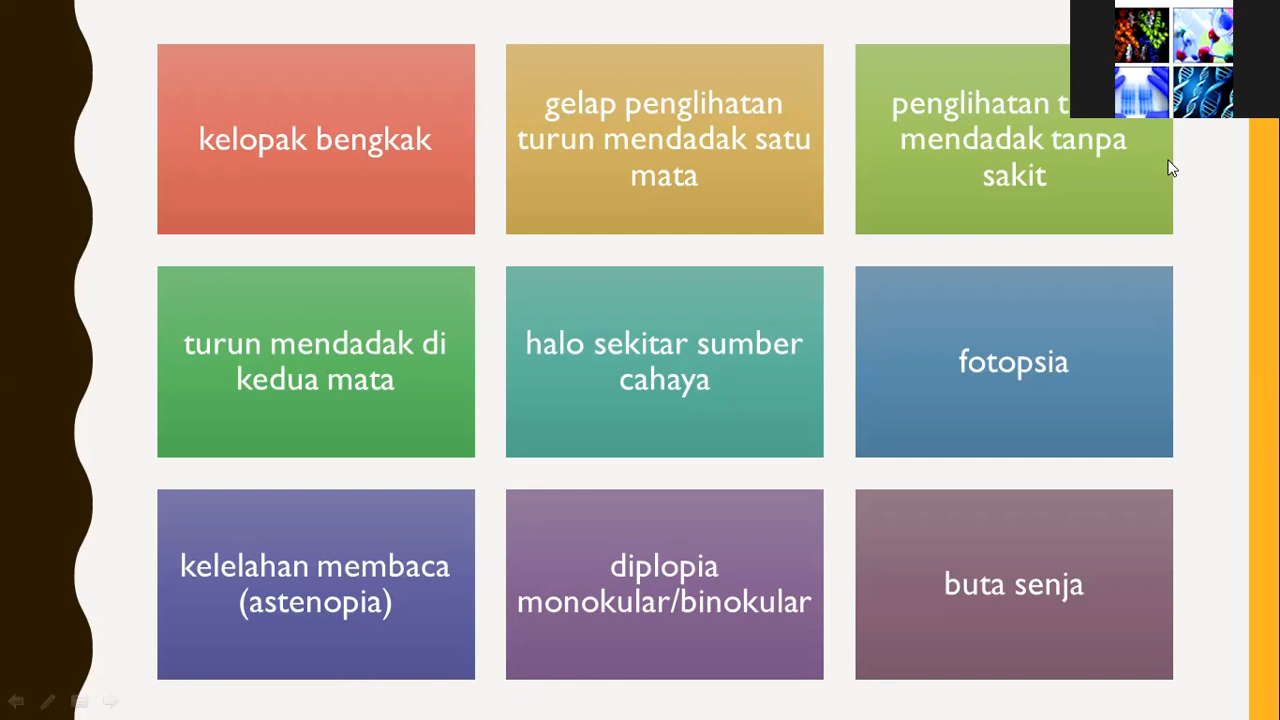 kelopak bengkak
gelap penglihatan
turun mendadak satu
mata
penglihatan
mendadak tanpa
sakit
turun mendadak di
kedua mata
halo sekitar sumber
cahaya
fotopsia
kelelahan membaca
(astenopia)
diplopia
monokular/binokular
buta senja